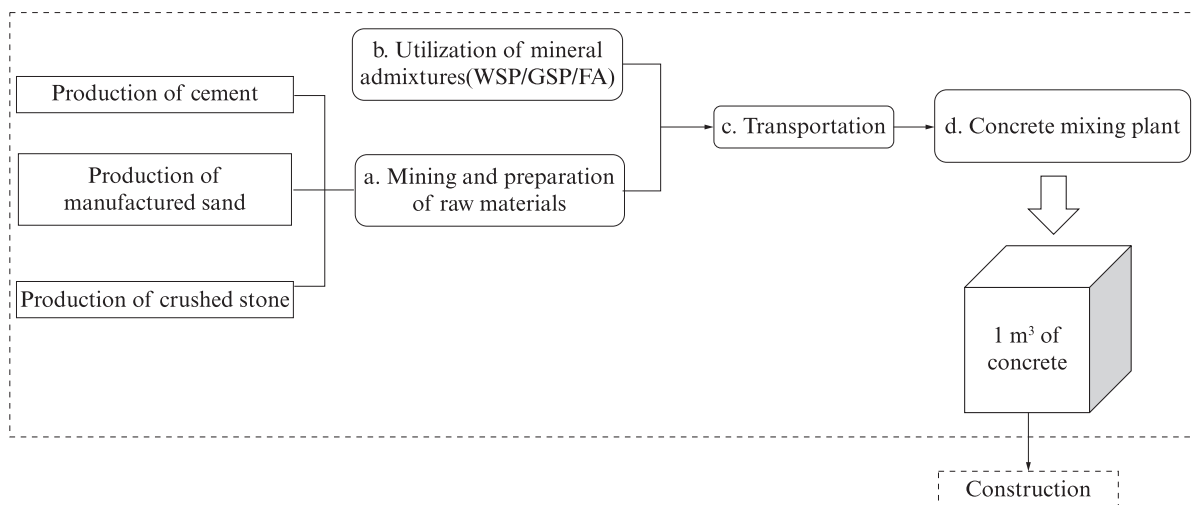 Production of cement
Production of
manufactured sand
Production of crushed stone
b. Utilization of mineral
admixtures(WSP/GSP/FA)
a. Mining and preparation
of raw materials
c. Transportation
d. Concrete mixing plant
1 m³ of
concrete
Construction